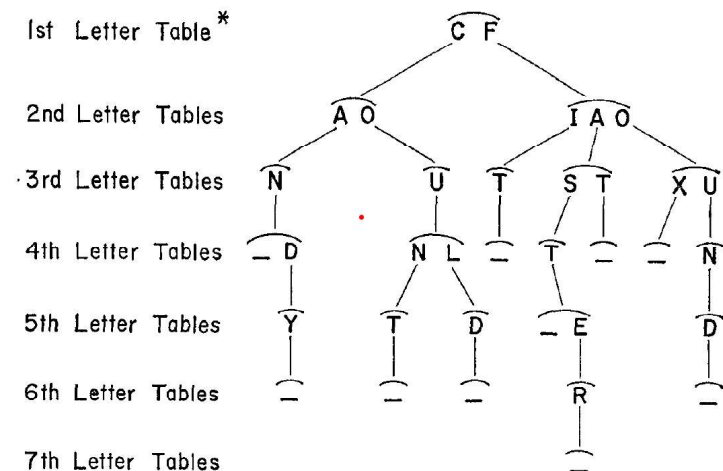 1st Letter Table* C F
2nd Letter Tables A O I A O
3rd Letter Tables N U T S T X U
4th Letter Tables _ D N L _ T _ _ N
5th Letter Tables Y T D _ E D
6th Letter Tables _ _ _ R _
7th Letter Tables _